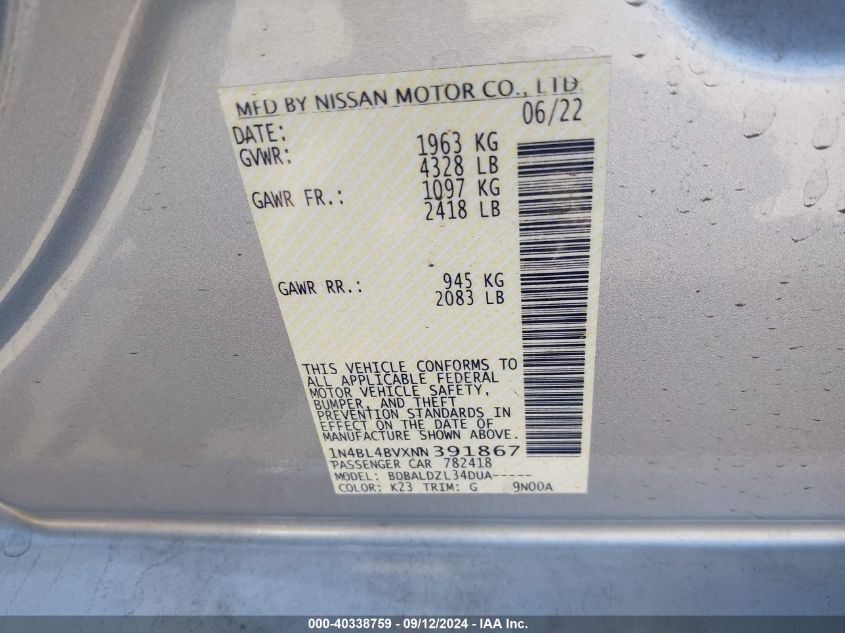 MFD BY NISSAN MOTOR CO., LTD.
DATE: 06/22
GVWR: 1963 KG
4328 LB
GAWR FR.: 1097 KG
2418 LB
GAWR RR.: 945 KG
2083 LB
THIS VEHICLE CONFORMS TO
ALL APPLICABLE FEDERAL
MOTOR VEHICLE SAFETY,
BUMPER, AND THEFT
PREVENTION STANDARDS IN
EFFECT ON THE DATE OF
MANUFACTURE SHOWN ABOVE.
1N4BL4BVXNN391867
PASSENGER CAR 782418
MODEL: BDBALDZL34DUA-----
COLOR: K23 TRIM: G 9N00A
000-40338759 - 09/12/2024 - IAA Inc.